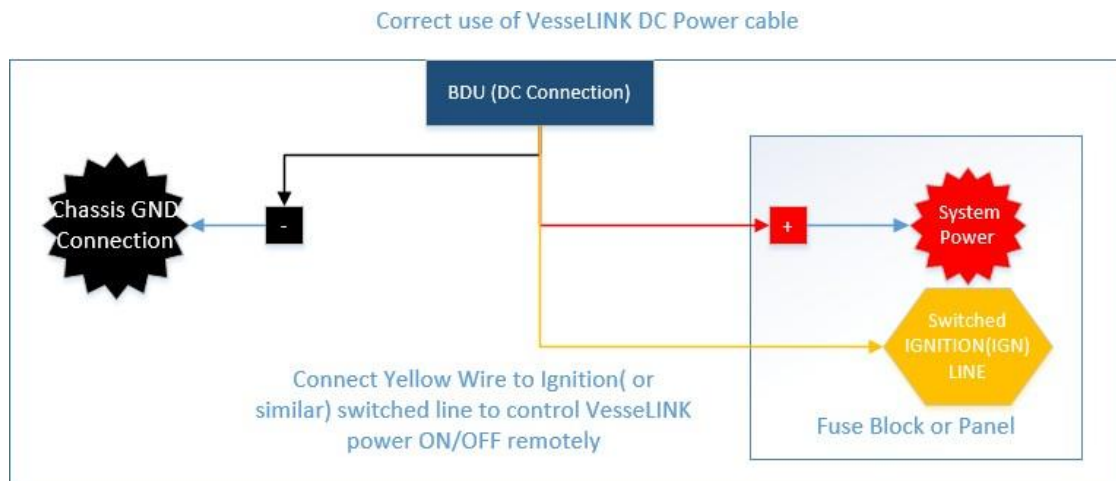 Correct use of VesseLINK DC Power cable
BDU (DC Connection)
Chassis GND
Connection
-
+
System
Power
Switched
IGNITION(IGN)
LINE
Connect Yellow Wire to Ignition( or
similar) switched line to control VesseLINK
power ON/OFF remotely
Fuse Block or Panel